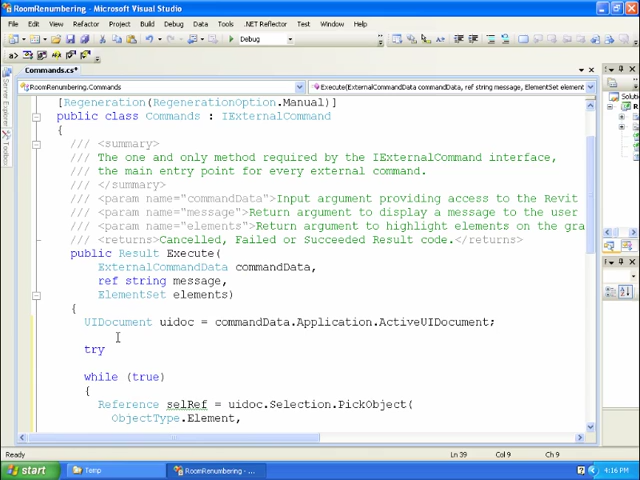 RoomRenumbering - Microsoft Visual Studio
File Edit View Refactor Project Build Debug Data Tools .NET Reflector Test Window Help
Debug
Commands.cs*
RoomRenumbering.Commands
Execute(ExternalCommandData commandData, ref string message, ElementSet element
[Regeneration(RegenerationOption.Manual)]
public class Commands : IExternalCommand
{
/// <summary>
/// The one and only method required by the IExternalCommand interface,
/// the main entry point for every external command.
/// </summary>
/// <param name="commandData">Input argument providing access to the Revit
/// <param name="message">Return argument to display a message to the user
/// <param name="elements">Return argument to highlight elements on the gra
/// <returns>Cancelled, Failed or Succeeded Result code.</returns>
public Result Execute(
ExternalCommandData commandData,
ref string message,
ElementSet elements)
{
UIDocument uidoc = commandData.Application.ActiveUIDocument;
try
while (true)
{
Reference selRef = uidoc.Selection.PickObject(
ObjectType.Element,
Server Explorer
Toolbox
Solutio
Ready
Ln 39
Col 9
Ch 9
start
Temp
RoomRenumbering - ...
4:16 PM